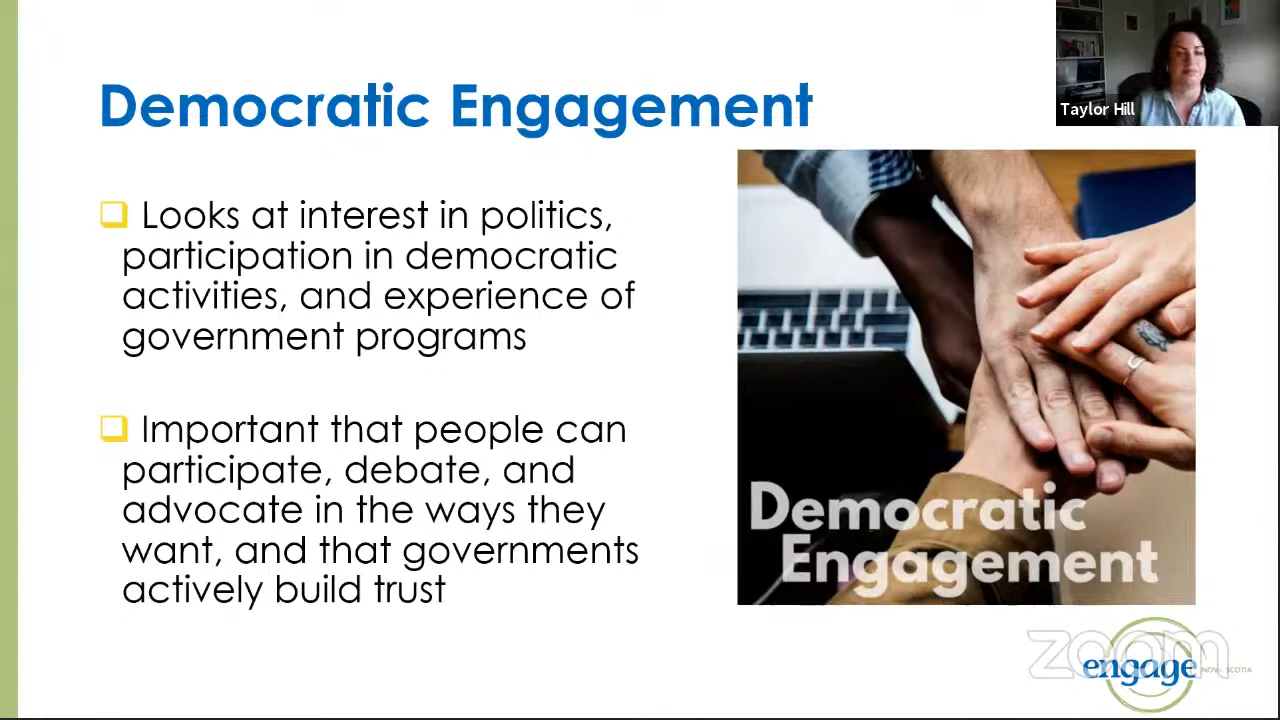 Democratic Engagement
Taylor Hill
Looks at interest in politics,
participation in democratic
activities, and experience of
government programs
Important that people can
participate, debate, and
advocate in the ways they
want, and that governments
actively build trust
Democratic
Engagement
zoom
engage NOVA SCOTIA